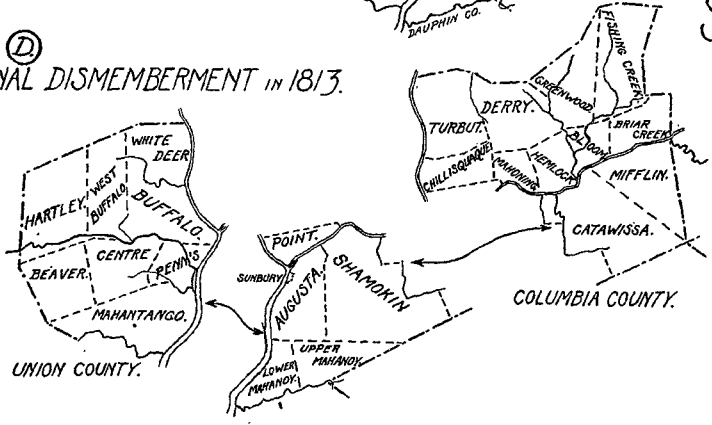 DAUPHIN CO.
D.
NAL DISMEMBERMENT IN 1813.
WHITE
DEER
WEST
BUFFALO
HARTLEY.
BUFFALO.
CENTRE
PENN'S
BEAVER.
MAHANTANGO.
UNION COUNTY.
POINT.
SUNBURY
AUGUSTA.
SHAMOKIN
UPPER
MAHANOY.
LOWER
MAHANOY.
FISHING CREEK.
GREENWOOD.
DERRY.
TURBUT.
BLOOM.
BRIAR
CREEK.
CHILLISQUAQUE
MAHONING
HEMLOCK
MIFFLIN.
CATAWISSA.
COLUMBIA COUNTY.